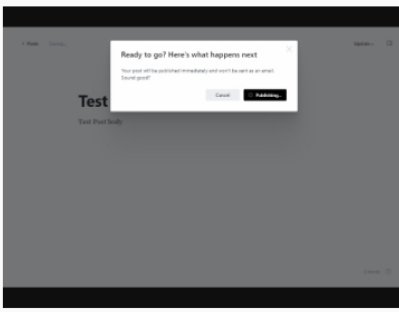 Posts
Ready to go? Here's what happens next
Your post will be published immediately and won't be sent as an email.
Sound good?
Cancel
Publishing...
Test
Test Post body